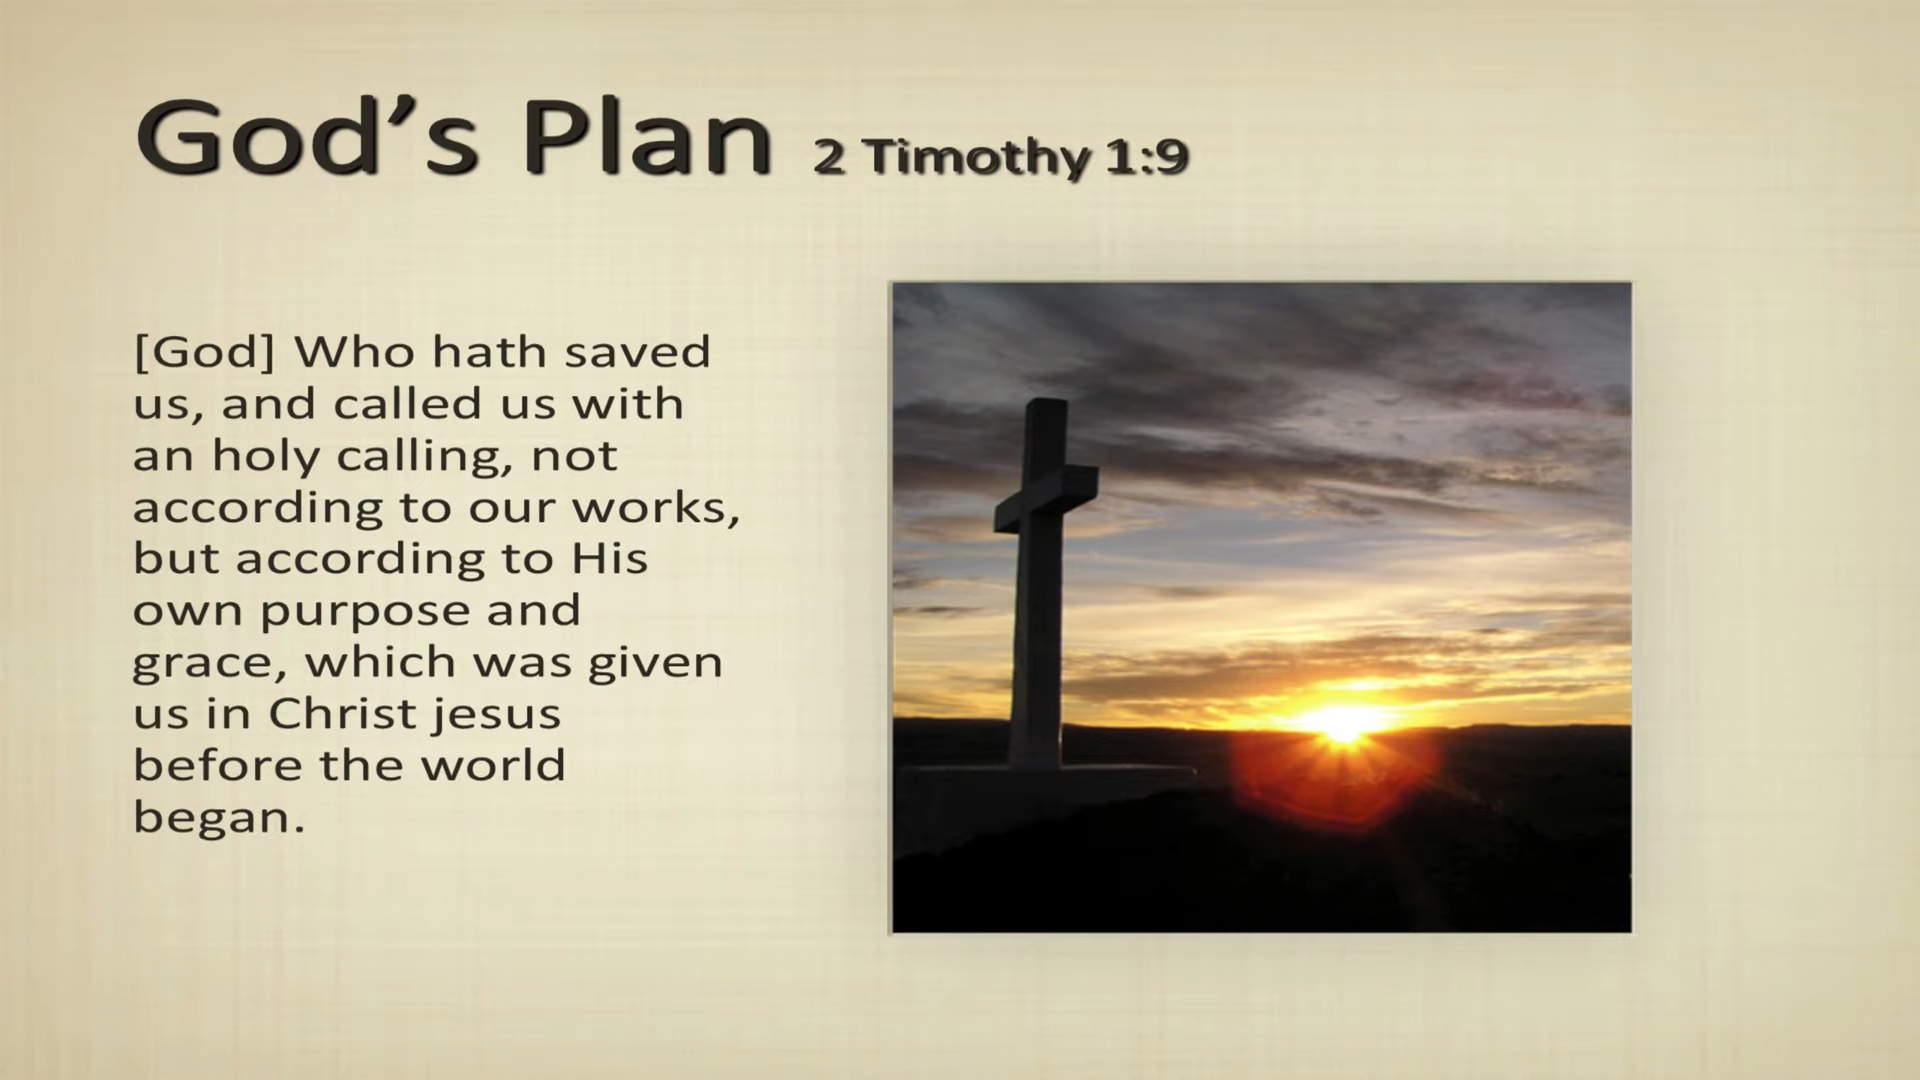 God’s Plan 2 Timothy 1:9
[God] Who hath saved
us, and called us with
an holy calling, not
according to our works,
but according to His
own purpose and
grace, which was given
us in Christ jesus
before the world
began.